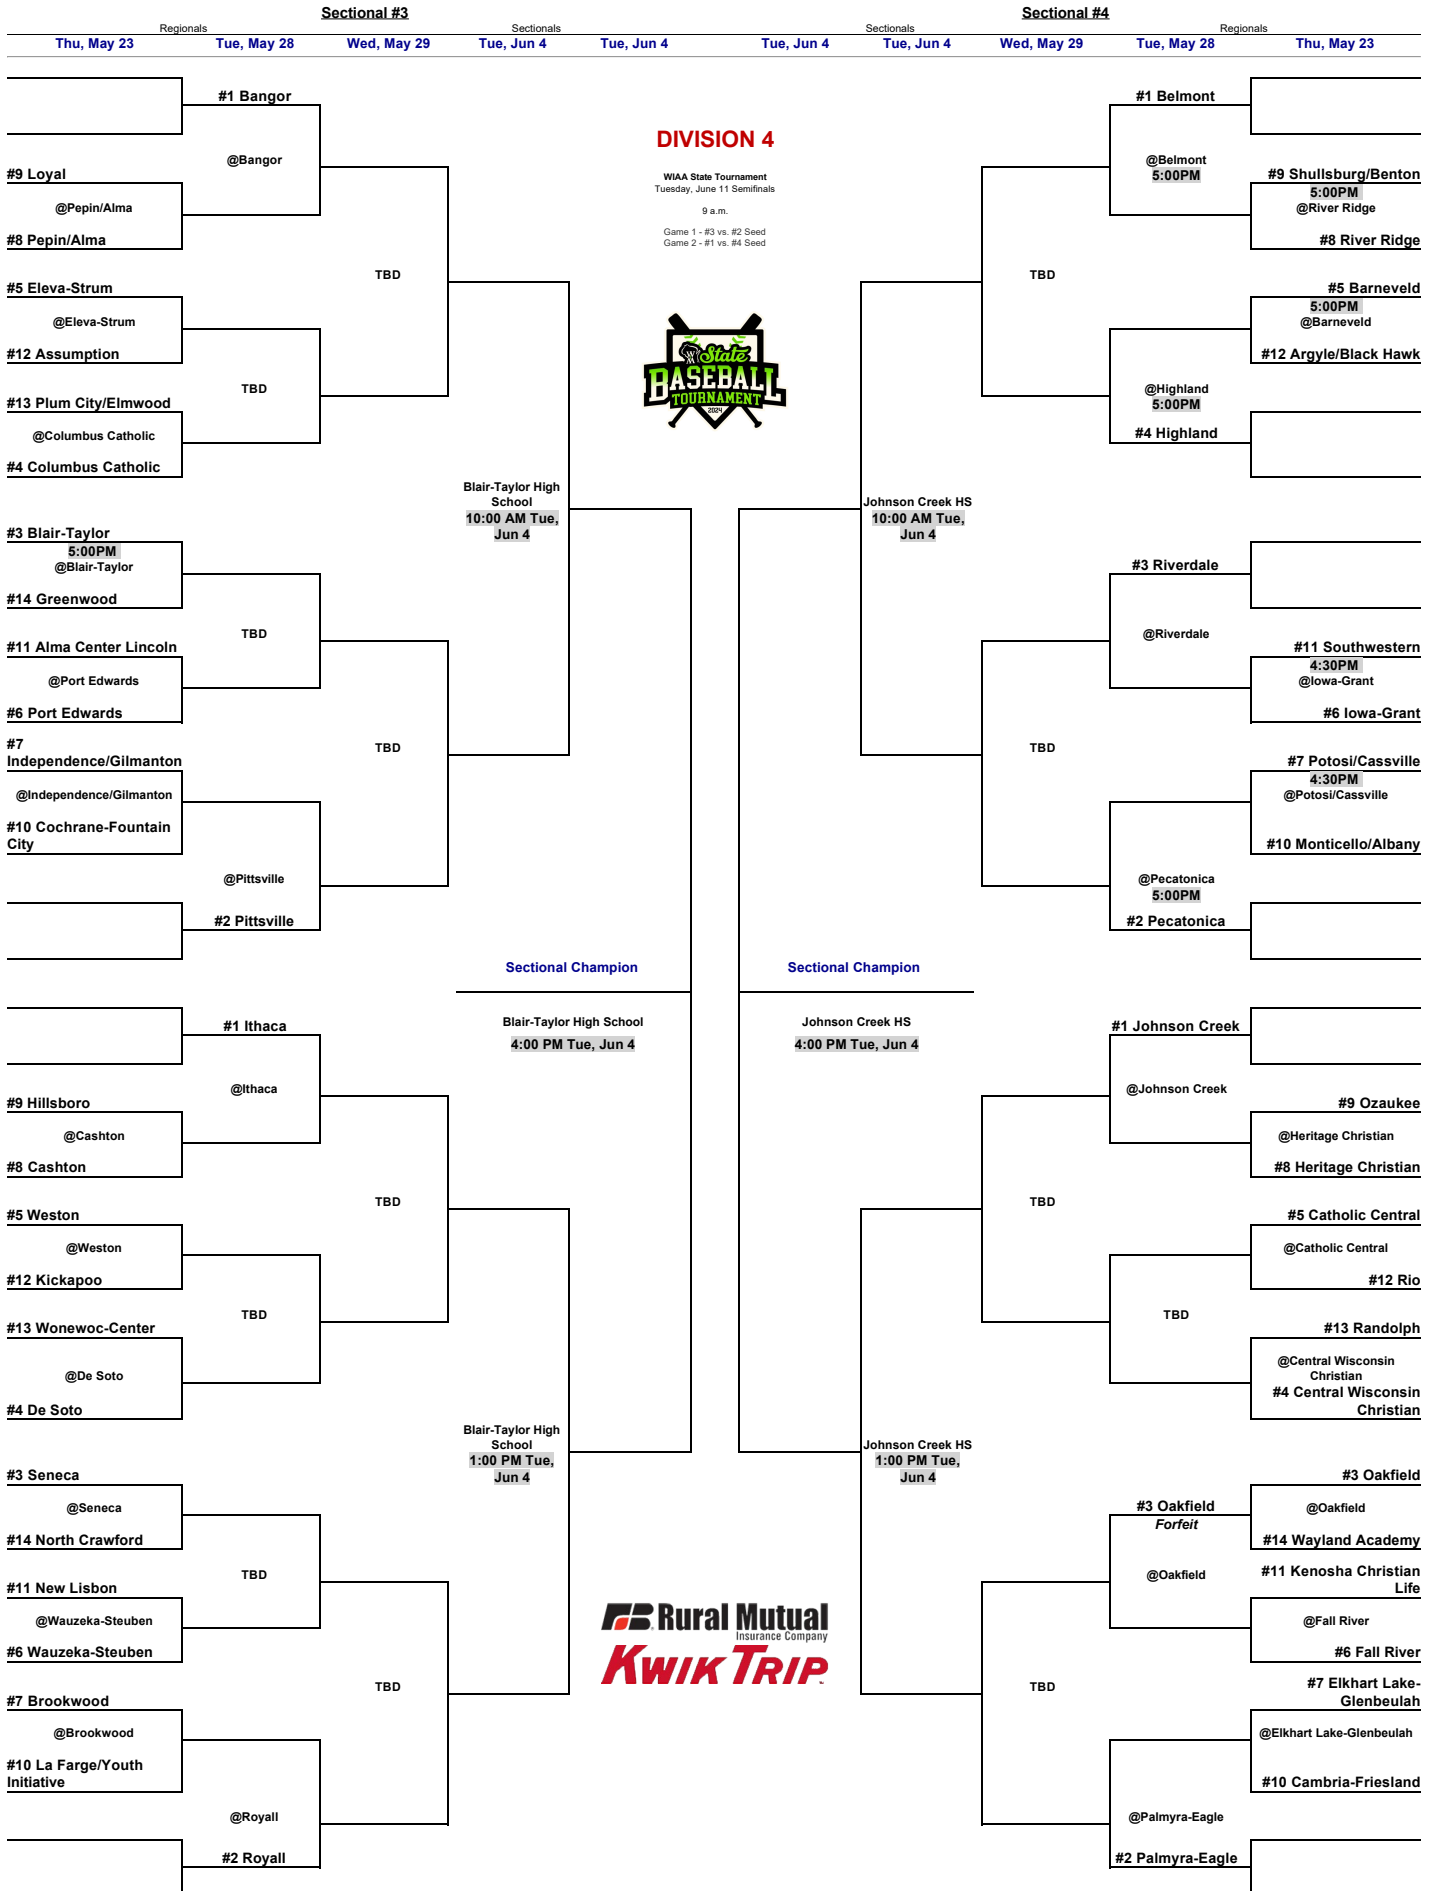 Sectional #3
Sectional #4
Regionals
Sectionals
Sectionals
Regionals
Thu, May 23
Tue, May 28
Wed, May 29
Tue, Jun 4
Tue, Jun 4
Tue, Jun 4
Tue, Jun 4
Wed, May 29
Tue, May 28
Thu, May 23
DIVISION 4
WIAA State Tournament
Tuesday, June 11 Semifinals
9 a.m.
Game 1 - #3 vs. #2 Seed
Game 2 - #1 vs. #4 Seed
State
BASEBALL
TOURNAMENT
2024
#1 Bangor
@Bangor
#9 Loyal
@Pepin/Alma
#8 Pepin/Alma
TBD
#5 Eleva-Strum
@Eleva-Strum
#12 Assumption
TBD
#13 Plum City/Elmwood
@Columbus Catholic
#4 Columbus Catholic
Blair-Taylor High
School
10:00 AM Tue,
Jun 4
#3 Blair-Taylor
5:00PM
@Blair-Taylor
#14 Greenwood
TBD
#11 Alma Center Lincoln
@Port Edwards
#6 Port Edwards
TBD
#7
Independence/Gilmanton
@Independence/Gilmanton
#10 Cochrane-Fountain
City
@Pittsville
#2 Pittsville
Sectional Champion
Blair-Taylor High School
4:00 PM Tue, Jun 4
#1 Ithaca
@Ithaca
#9 Hillsboro
@Cashton
#8 Cashton
TBD
#5 Weston
@Weston
#12 Kickapoo
TBD
#13 Wonewoc-Center
@De Soto
#4 De Soto
Blair-Taylor High
School
1:00 PM Tue,
Jun 4
#3 Seneca
@Seneca
#14 North Crawford
TBD
#11 New Lisbon
@Wauzeka-Steuben
#6 Wauzeka-Steuben
TBD
#7 Brookwood
@Brookwood
#10 La Farge/Youth
Initiative
@Royall
#2 Royall
#1 Belmont
@Belmont
5:00PM
#9 Shullsburg/Benton
5:00PM
@River Ridge
#8 River Ridge
TBD
#5 Barneveld
5:00PM
@Barneveld
#12 Argyle/Black Hawk
@Highland
5:00PM
#4 Highland
Johnson Creek HS
10:00 AM Tue,
Jun 4
#3 Riverdale
@Riverdale
#11 Southwestern
4:30PM
@Iowa-Grant
#6 Iowa-Grant
TBD
#7 Potosi/Cassville
4:30PM
@Potosi/Cassville
#10 Monticello/Albany
@Pecatonica
5:00PM
#2 Pecatonica
Sectional Champion
Johnson Creek HS
4:00 PM Tue, Jun 4
#1 Johnson Creek
@Johnson Creek
#9 Ozaukee
@Heritage Christian
#8 Heritage Christian
TBD
#5 Catholic Central
@Catholic Central
#12 Rio
TBD
#13 Randolph
@Central Wisconsin
Christian
#4 Central Wisconsin
Christian
Johnson Creek HS
1:00 PM Tue,
Jun 4
#3 Oakfield
@Oakfield
#14 Wayland Academy
#3 Oakfield
Forfeit
@Oakfield
#11 Kenosha Christian
Life
@Fall River
#6 Fall River
TBD
#7 Elkhart Lake-
Glenbeulah
@Elkhart Lake-Glenbeulah
#10 Cambria-Friesland
@Palmyra-Eagle
#2 Palmyra-Eagle
FB Rural Mutual
Insurance Company
KWIK TRIP